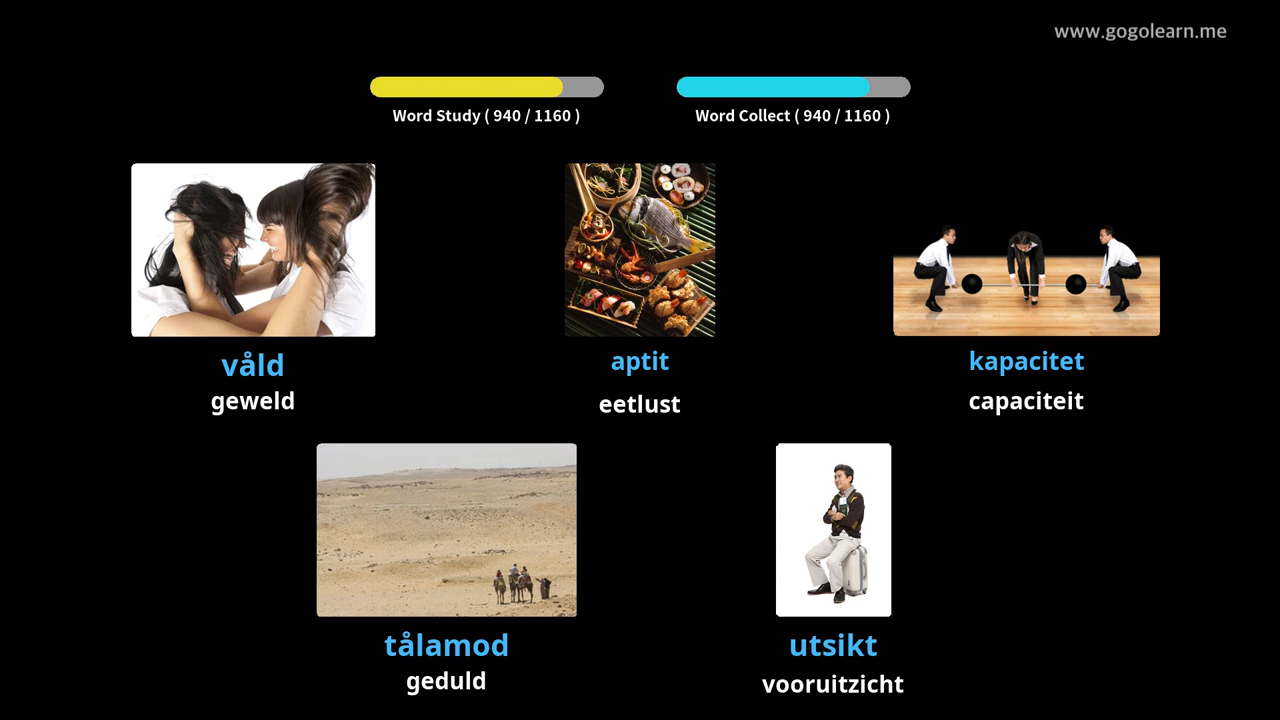 www.gogolearn.me
Word Study ( 940 / 1160 )
Word Collect ( 940 / 1160 )
våld
geweld
aptit
eetlust
kapacitet
capaciteit
tålamod
geduld
utsikt
vooruitzicht